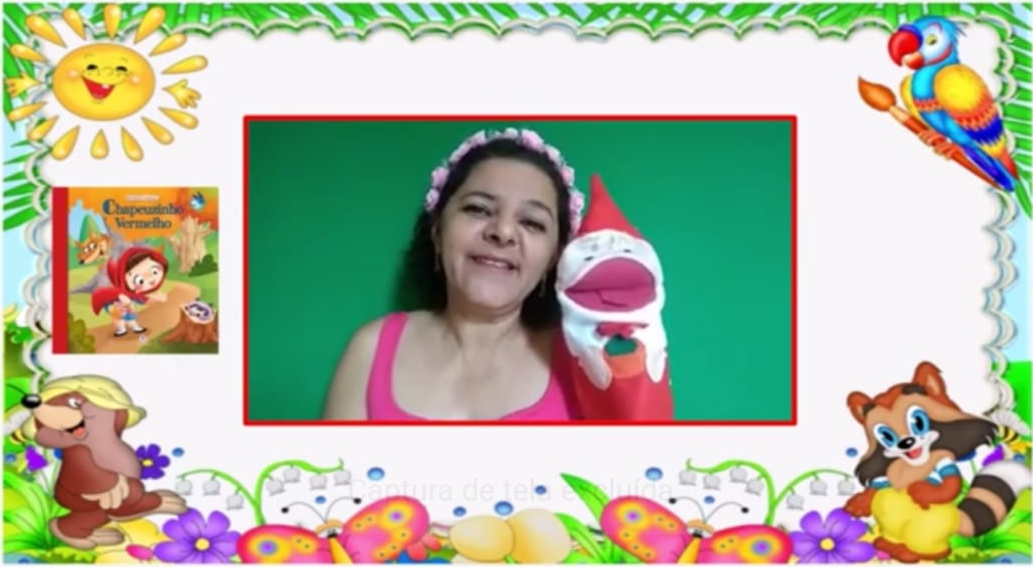 Chapeuzinho
Vermelho
Captura de tela excluída